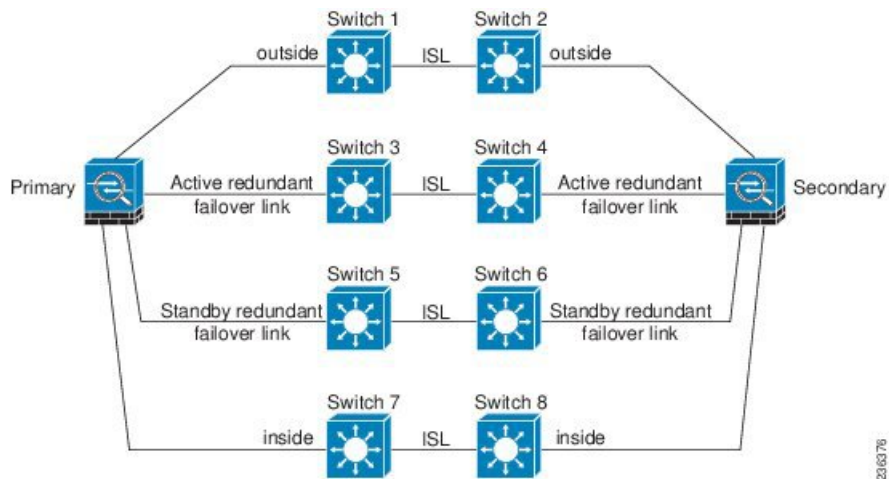 Switch 1
Switch 2
outside
ISL
outside
Switch 3
Switch 4
Primary
Active redundant
failover link
ISL
Active redundant
failover link
Secondary
Switch 5
Switch 6
Standby redundant
failover link
ISL
Standby redundant
failover link
Switch 7
Switch 8
inside
ISL
inside
236376